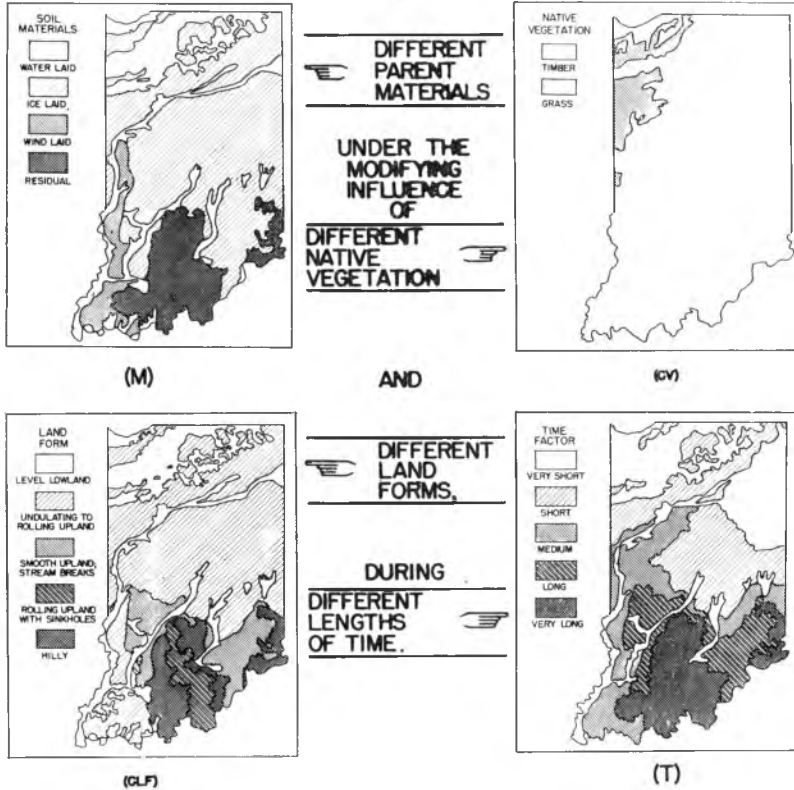 SOIL
MATERIALS
WATER LAID
ICE LAID
WIND LAID
RESIDUAL
(M)
DIFFERENT
PARENT
MATERIALS
UNDER THE
MODIFYING
INFLUENCE
OF
DIFFERENT
NATIVE
VEGETATION
AND
NATIVE
VEGETATION
TIMBER
GRASS
(CV)
LAND
FORM
LEVEL LOWLAND
UNDULATING TO
ROLLING UPLAND
SMOOTH UPLAND;
STREAM BREAKS
ROLLING UPLAND
WITH SINKHOLES
HILLY
(CLF)
DIFFERENT
LAND
FORMS,
DURING
DIFFERENT
LENGTHS
OF TIME.
TIME
FACTOR
VERY SHORT
SHORT
MEDIUM
LONG
VERY LONG
(T)